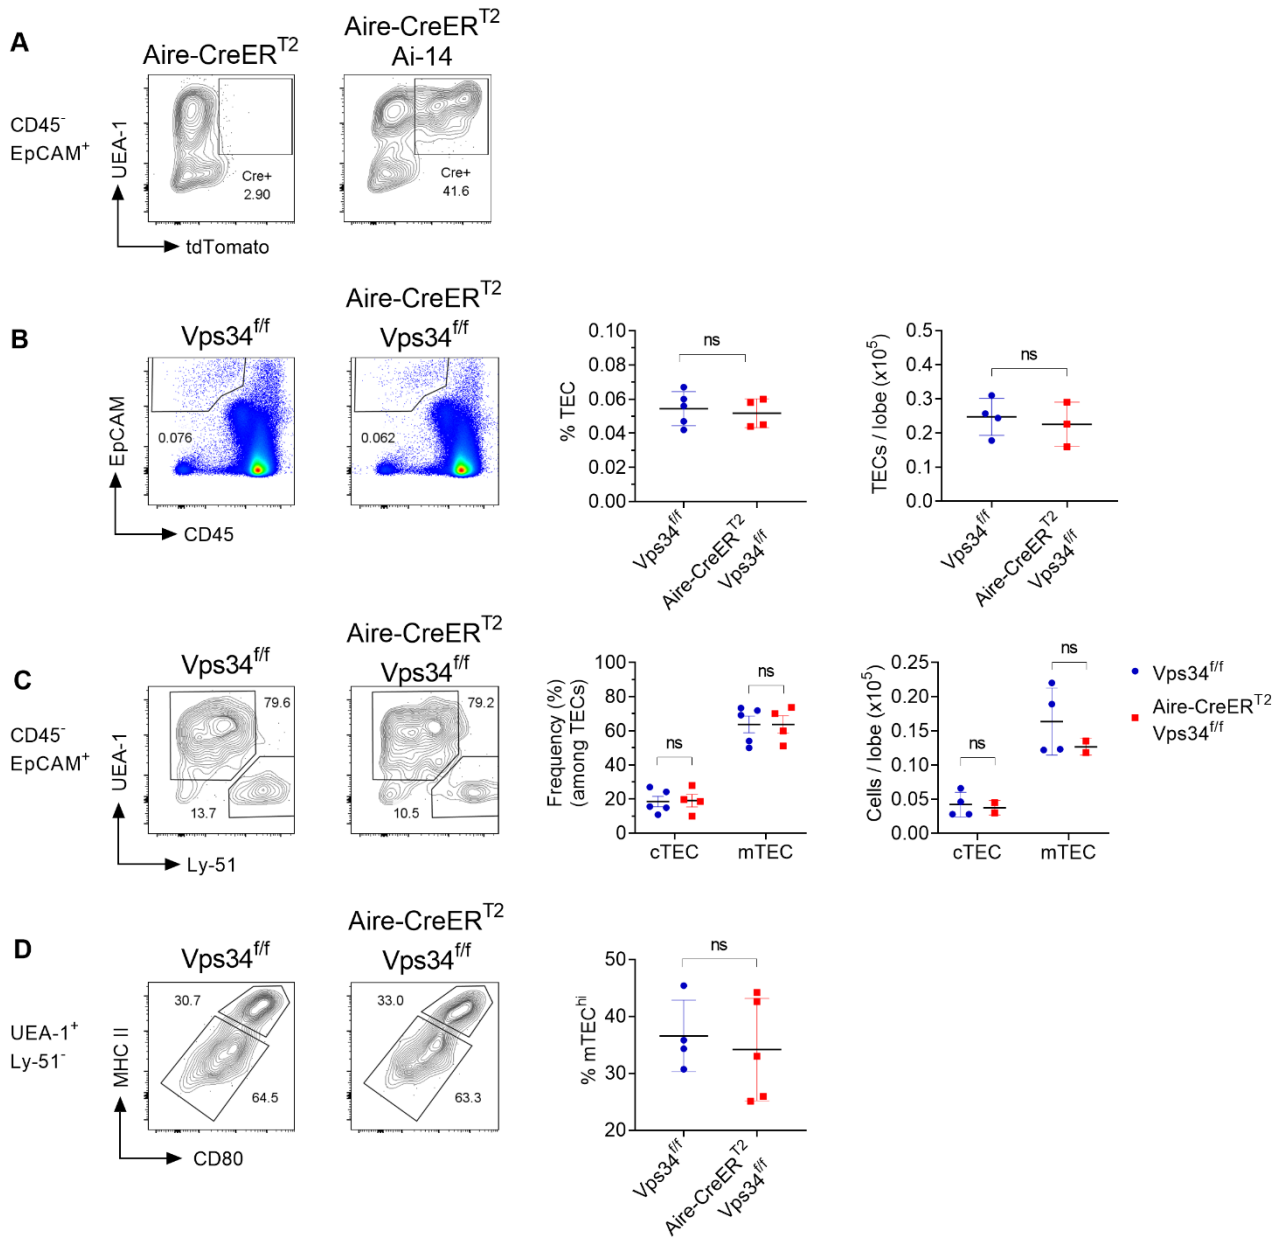 A
Aire-CreER^T2
Aire-CreER^T2
Ai-14
CD45^-
EpCAM^+
UEA-1
Cre+
2.90
Cre+
41.6
tdTomato
B
Vps34^f/f
Aire-CreER^T2
Vps34^f/f
EpCAM
0.076
0.062
CD45
% TEC
0.10
0.08
0.06
0.04
0.02
0.00
ns
Vps34^f/f
Aire-CreER^T2
Vps34^f/f
TECs / lobe (x10^5)
0.5
0.4
0.3
0.2
0.1
0.0
ns
Vps34^f/f
Aire-CreER^T2
Vps34^f/f
C
Vps34^f/f
Aire-CreER^T2
Vps34^f/f
CD45^-
EpCAM^+
UEA-1
79.6
13.7
79.2
10.5
Ly-51
Frequency (%)
(among TECs)
100
80
60
40
20
0
ns
ns
cTEC
mTEC
Cells / lobe (x10^5)
0.25
0.20
0.15
0.10
0.05
0.00
ns
ns
cTEC
mTEC
Vps34^f/f
Aire-CreER^T2
Vps34^f/f
D
Vps34^f/f
Aire-CreER^T2
Vps34^f/f
UEA-1^+
Ly-51^-
MHC II
30.7
64.5
33.0
63.3
CD80
% mTEC^hi
50
40
30
20
ns
Vps34^f/f
Aire-CreER^T2
Vps34^f/f